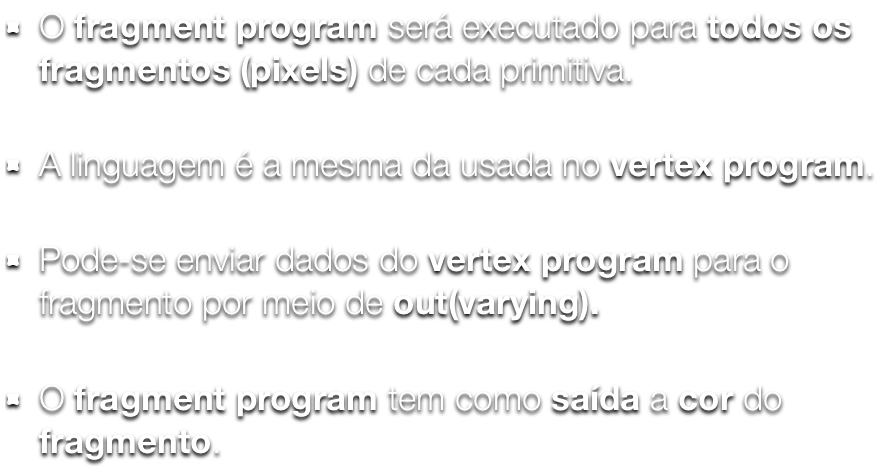 • O fragment program será executado para todos os
fragmentos (pixels) de cada primitiva.
• A linguagem é a mesma da usada no vertex program.
• Pode-se enviar dados do vertex program para o
fragmento por meio de out(varying).
• O fragment program tem como saída a cor do
fragmento.